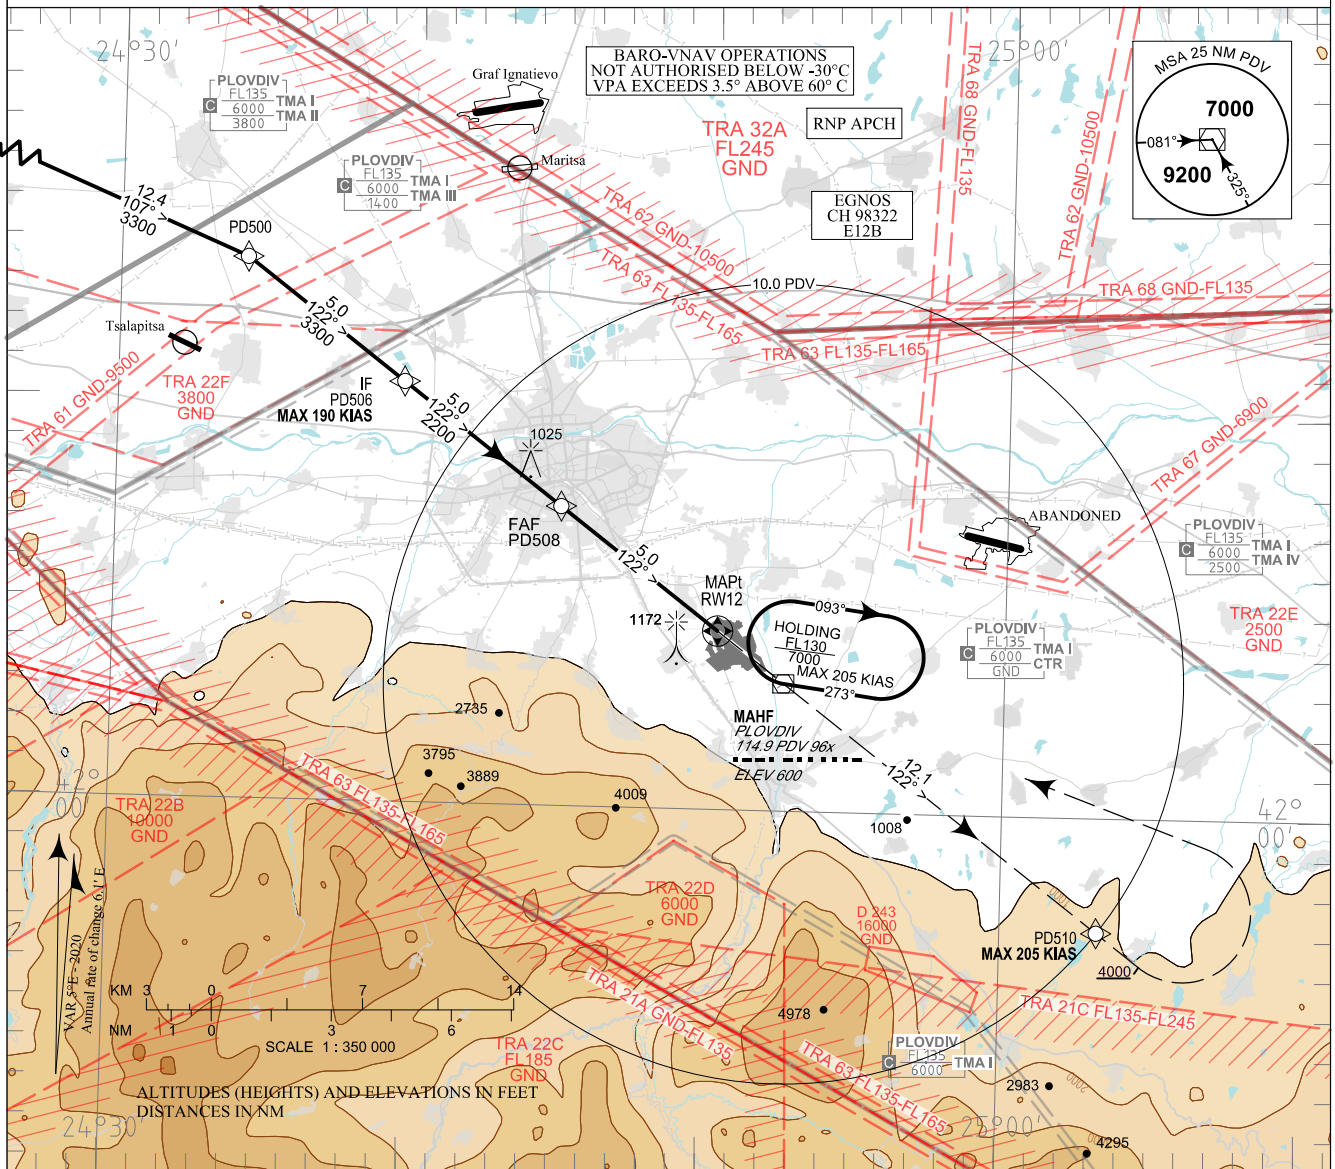 24°30'
25°00'
BARO-VNAV OPERATIONS
NOT AUTHORISED BELOW -30°C
VPA EXCEEDS 3.5° ABOVE 60° C
MSA 25 NM PDV
7000
081°
9200
325°
Graf Ignatievo
PLOVDIV
FL135
C 6000 TMA I
3800 TMA II
RNP APCH
TRA 32A
FL245
GND
TRA 68 GND-FL135
TRA 62 GND-10500
Maritsa
PLOVDIV
FL135
C 6000 TMA I
1400 TMA III
EGNOS
CH 98322
E12B
12.4
107° >
3300
PD500
TRA 62 GND-10500
TRA 63 FL135-FL165
10.0 PDV
TRA 68 GND-FL135
TRA 63 FL135-FL165
5.0
122° >
3300
Tsalapitsa
TRA 61 GND-9500
TRA 22F
3800
GND
IF
PD506
MAX 190 KIAS
5.0
122° >
2200
1025
TRA 67 GND-6900
FAF
PD508
ABANDONED
PLOVDIV
FL135
C 6000 TMA I
2500 TMA IV
5.0
122° >
MAPt
RW12
1172
093°
HOLDING
FL130
7000
MAX 205 KIAS
273°
TRA 22E
2500
GND
PLOVDIV
FL135
C 6000 TMA I
GND CTR
MAHF
PLOVDIV
114.9 PDV 96x
ELEV 600
2735
3795
3889
4009
TRA 63 FL135-FL165
12.1
122° >
1008
42°
00'
42°
00'
TRA 22B
10000
GND
TRA 22D
6000
GND
D 243
16000
GND
1000
PD510
MAX 205 KIAS
4000
VAR 5°E - 2020
Annual rate of change 6.1' E
KM 3 0 7 14
NM 1 0 3 6
SCALE 1 : 350 000
TRA 21A GND-FL135
TRA 21C FL135-FL245
4978
TRA 22C
FL185
GND
TRA 63 FL135-FL165
PLOVDIV
FL135
C 6000 TMA I
2983
2000
ALTITUDES (HEIGHTS) AND ELEVATIONS IN FEET
DISTANCES IN NM
24°30'
25°00'
4295